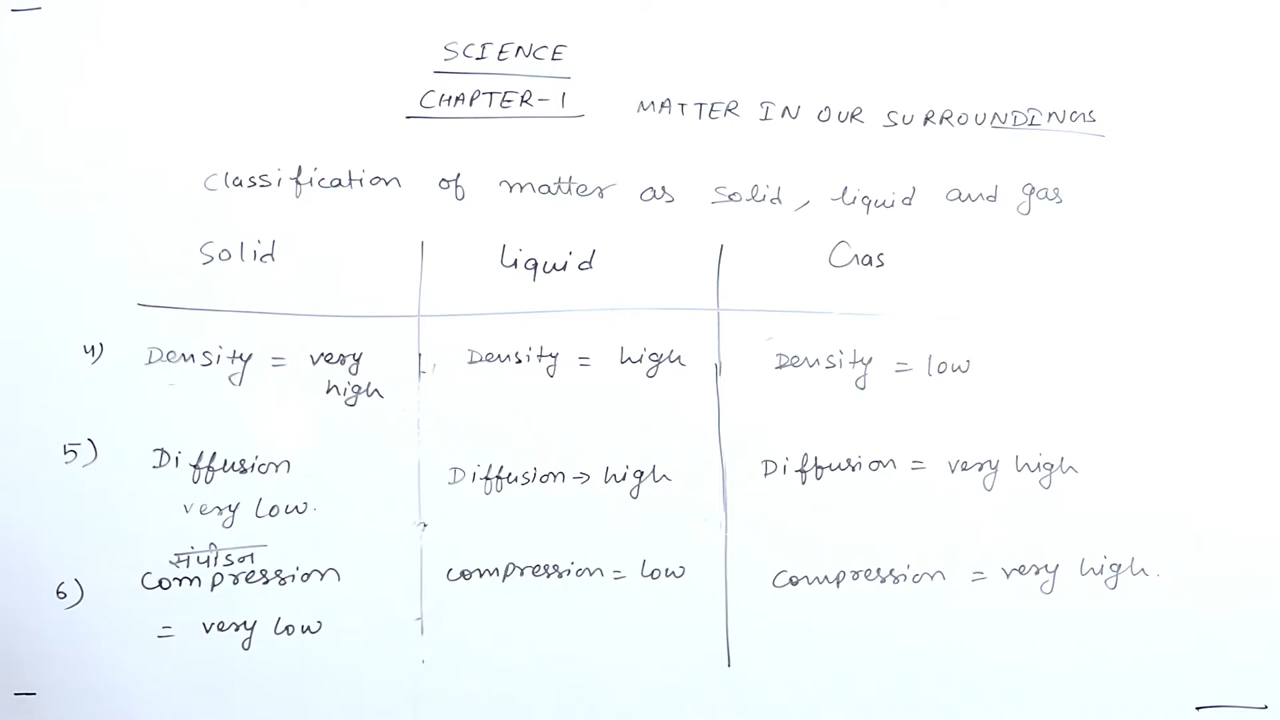 SCIENCE
CHAPTER-1 MATTER IN OUR SURROUNDINGS
Classification of matter as solid, liquid and gas
Solid liquid Gas
4) Density = very high Density = high Density = low
5) Diffusion very low. Diffusion → high Diffusion = very high
संपीडन
6) compression = very low compression = low compression = very high.